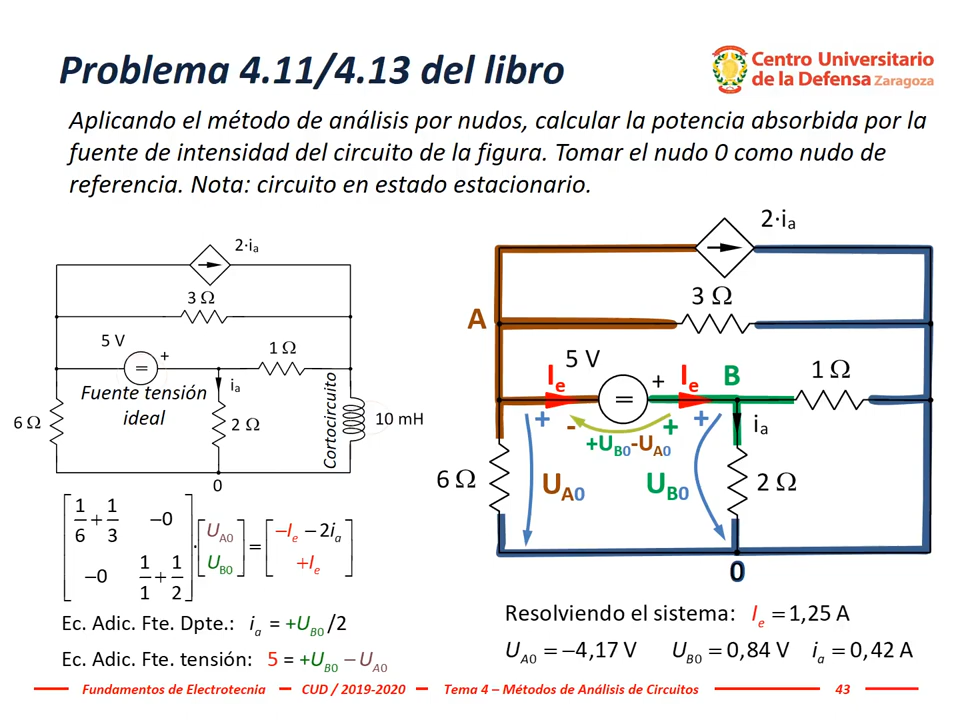 Problema 4.11/4.13 del libro
Centro Universitario
de la Defensa Zaragoza
Aplicando el método de análisis por nudos, calcular la potencia absorbida por la
fuente de intensidad del circuito de la figura. Tomar el nudo 0 como nudo de
referencia. Nota: circuito en estado estacionario.
2·ia
3 Ω
5 V
+
=
1 Ω
Fuente tensión
ideal
ia
6 Ω
2 Ω
Cortocircuito
10 mH
0
2·ia
3 Ω
A
5 V
Ie
+
=
Ie
B
1 Ω
+
-
+
+
ia
+UB0-UA0
6 Ω
UA0
UB0
2 Ω
0
[1/6 + 1/3   –0] · [UA0] = [–Ie – 2ia]
[–0   1/1 + 1/2] [UB0] [+Ie]
Ec. Adic. Fte. Dpte.: ia = +UB0/2
Ec. Adic. Fte. tensión: 5 = +UB0 – UA0
Resolviendo el sistema: Ie = 1,25 A
UA0 = –4,17 V UB0 = 0,84 V ia = 0,42 A
Fundamentos de Electrotecnia — CUD / 2019-2020 — Tema 4 – Métodos de Análisis de Circuitos — 43